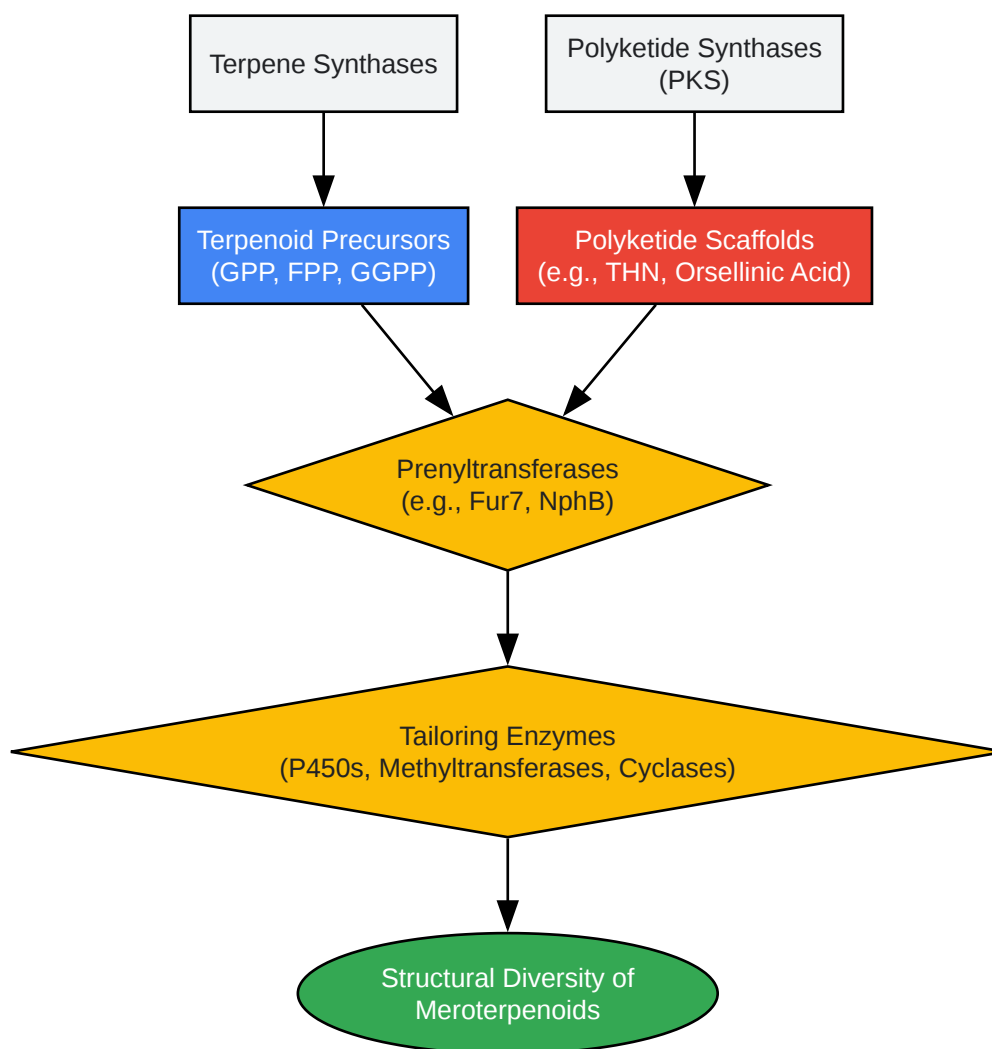 Terpene Synthases
Polyketide Synthases
(PKS)
Terpenoid Precursors
(GPP, FPP, GGPP)
Polyketide Scaffolds
(e.g., THN, Orsellinic Acid)
Prenyltransferases
(e.g., Fur7, NphB)
Tailoring Enzymes
(P450s, Methyltransferases, Cyclases)
Structural Diversity of
Meroterpenoids